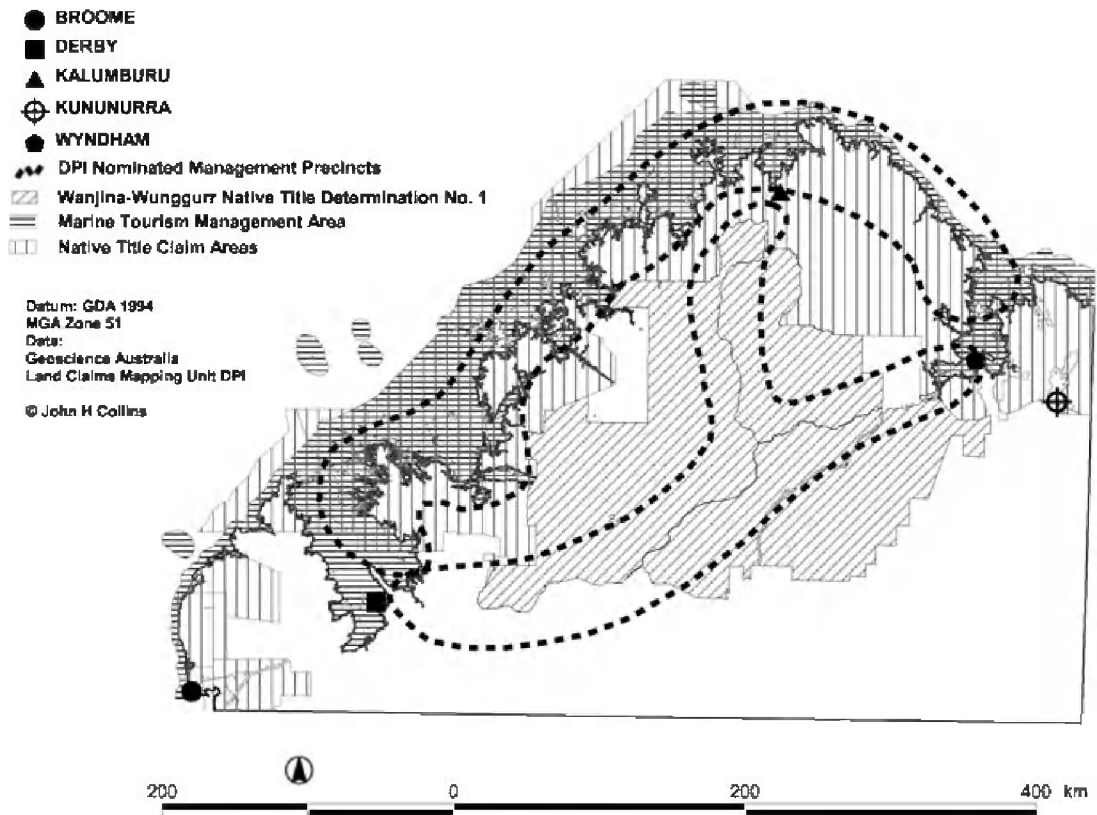 BROOME
DERBY
KALUMBURU
KUNUNURRA
WYNDHAM
DPI Nominated Management Precincts
Wanjina-Wunggurr Native Title Determination No. 1
Marine Tourism Management Area
Native Title Claim Areas
Datum: GDA 1994
MGA Zone 51
Data:
Geoscience Australia
Land Claims Mapping Unit DPI
© John H Collins
200 0 200 400 km